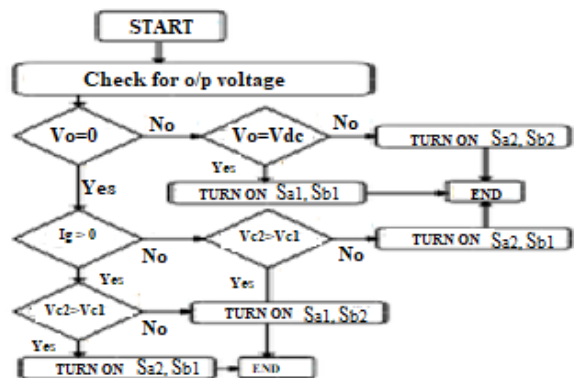 START
Check for o/p voltage
Vo=0
No
Vo=Vdc
No
TURN ON Sa2, Sb2
Yes
Yes
TURN ON Sa1, Sb1
END
Ig > 0
No
Vc2>Vc1
No
TURN ON Sa2, Sb1
Yes
Yes
Vc2>Vc1
No
TURN ON Sa1, Sb2
Yes
TURN ON Sa2, Sb1
END